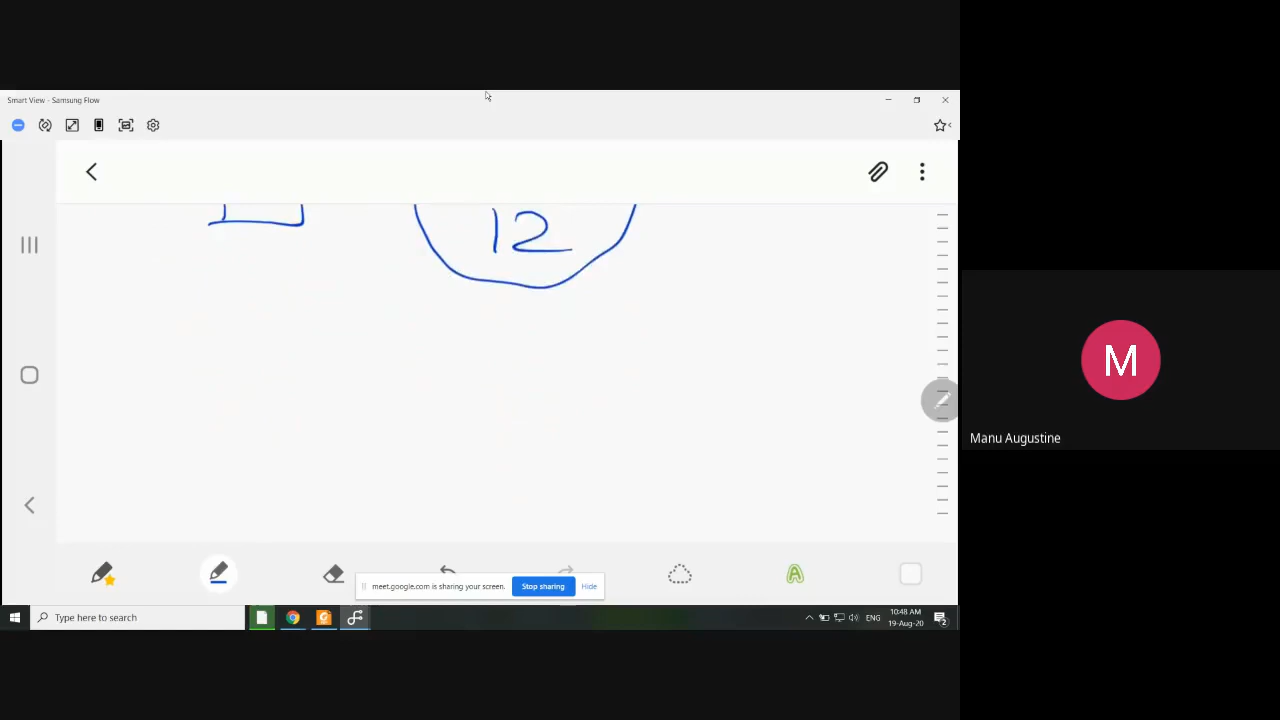 Smart View - Samsung Flow
12
M
Manu Augustine
A
meet.google.com is sharing your screen.
Stop sharing
Hide
Type here to search
ENG
10:48 AM
19-Aug-20
2